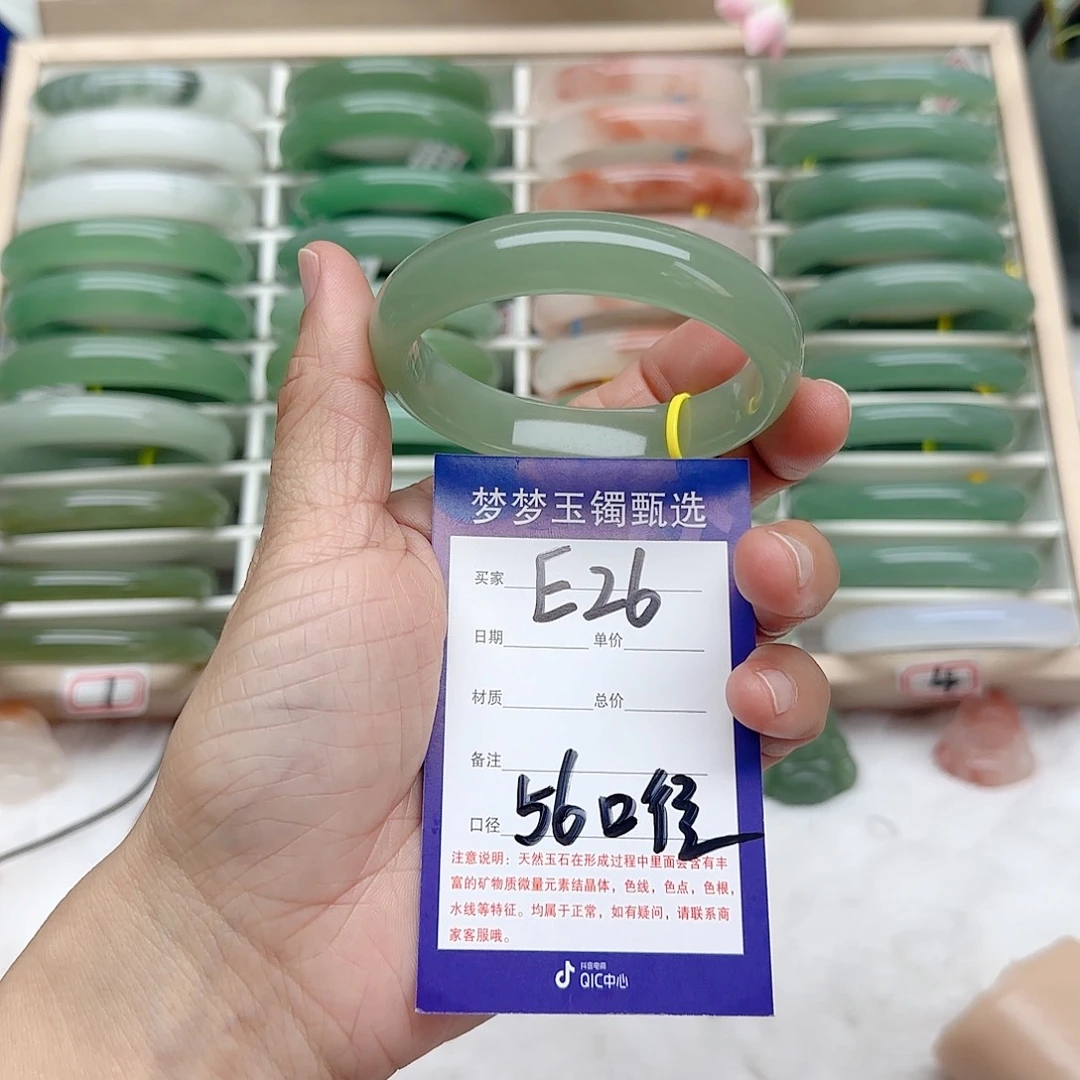 梦梦玉镯甄选
买家 E26
日期 单价
材质 总价
备注
口径 56口径
注意说明：天然玉石在形成过程中里面会含有丰
富的矿物质微量元素结晶体，色线，色点，色根，
水线等特征。均属于正常，如有疑问，请联系商
家客服哦。
抖音电商
QIC中心
1
4